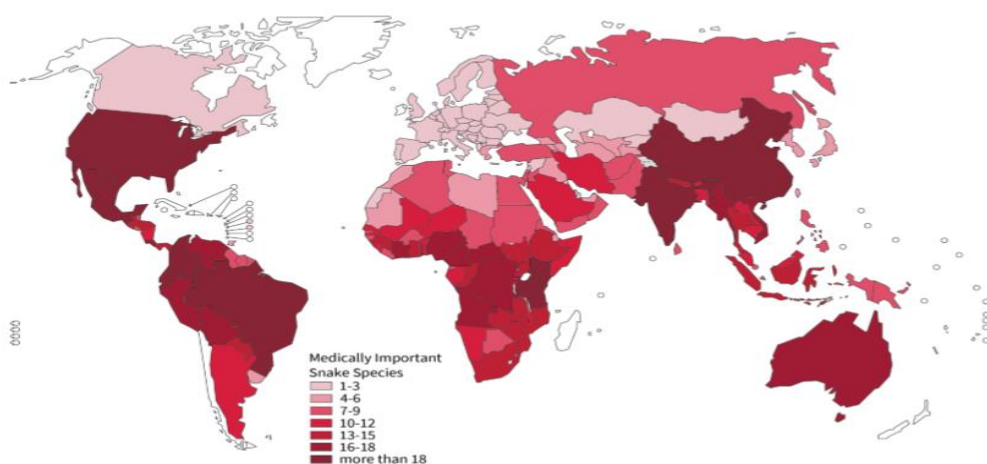 Medically Important
Snake Species
1-3
4-6
7-9
10-12
13-15
16-18
more than 18